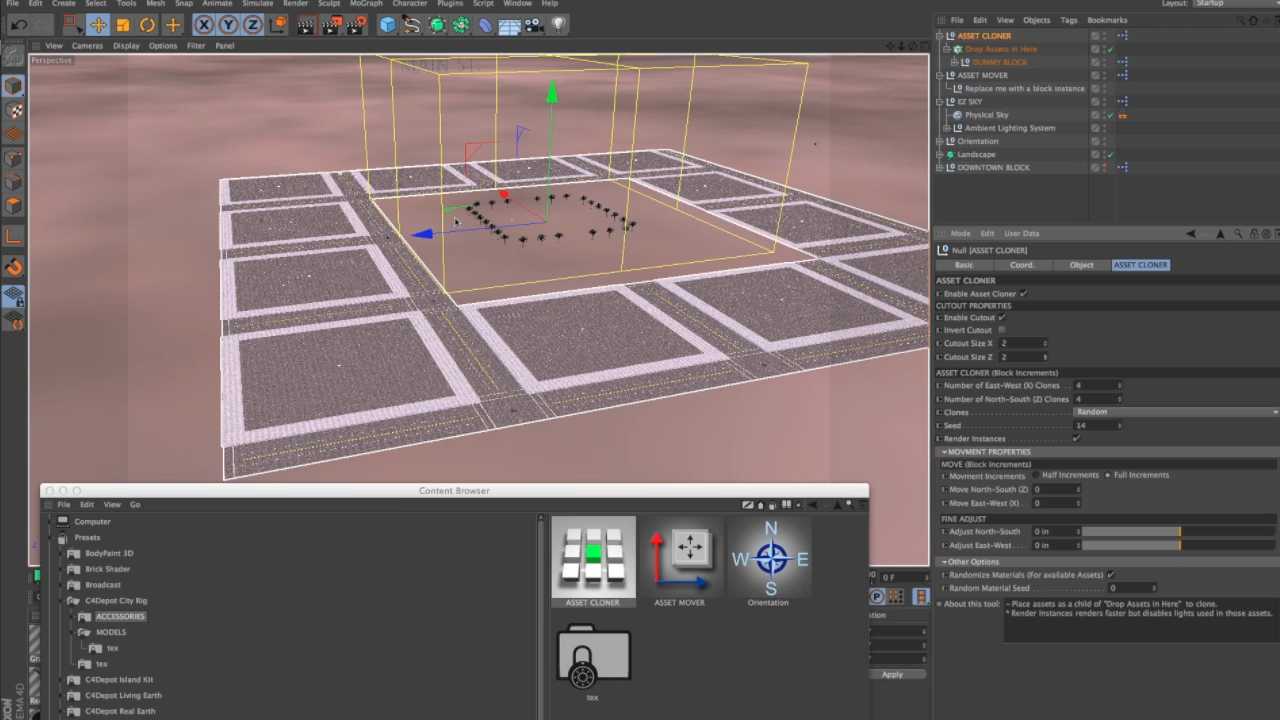 File Edit Create Select Tools Mesh Snap Animate Simulate Render Sculpt MoGraph Character Plugins Script Window Help
Layout: Startup
X Y Z
View Cameras Display Options Filter Panel
Perspective
MAIN ST
File Edit View Objects Tags Bookmarks
ASSET CLONER
Drop Assets in Here
DUMMY BLOCK
ASSET MOVER
Replace me with a block instance
EZ SKY
Physical Sky
Ambient Lighting System
Orientation
Landscape
DOWNTOWN BLOCK
Mode Edit User Data
Null [ASSET CLONER]
Basic Coord. Object ASSET CLONER
ASSET CLONER
Enable Asset Cloner
CUTOUT PROPERTIES
Enable Cutout
Invert Cutout
Cutout Size X 2
Cutout Size Z 2
ASSET CLONER (Block Increments)
Number of East-West (X) Clones 4
Number of North-South (Z) Clones 4
Clones Random
Seed 14
Render Instances
MOVMENT PROPERTIES
MOVE (Block Increments)
Movment Increments Half Increments Full Increments
Move North-South (Z) 0
Move East-West (X) 0
FINE ADJUST
Adjust North-South 0 in
Adjust East-West 0 in
Other Options
Randomize Materials (For available Assets)
Random Material Seed 0
About this tool: - Place assets as a child of "Drop Assets in Here" to clone.
* Render Instances renders faster but disables lights used in those assets.
Content Browser
File Edit View Go
Computer
Presets
BodyPaint 3D
Brick Shader
Broadcast
C4Depot City Rig
ACCESSORIES
MODELS
tex
tex
C4Depot Island Kit
C4Depot Living Earth
C4Depot Real Earth
ASSET CLONER
ASSET MOVER
N
W E
S
Orientation
tex
0 F
P
Apply